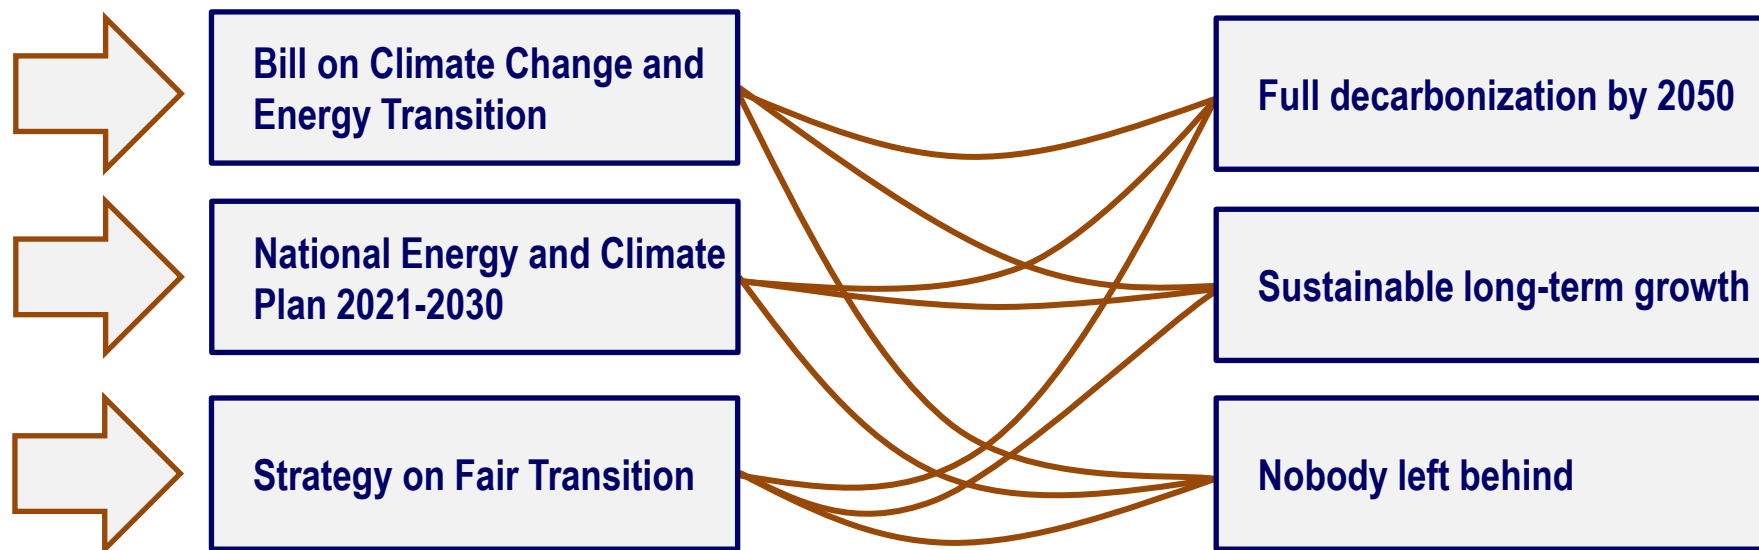 Bill on Climate Change and
Energy Transition
Full decarbonization by 2050
National Energy and Climate
Plan 2021-2030
Sustainable long-term growth
Strategy on Fair Transition
Nobody left behind